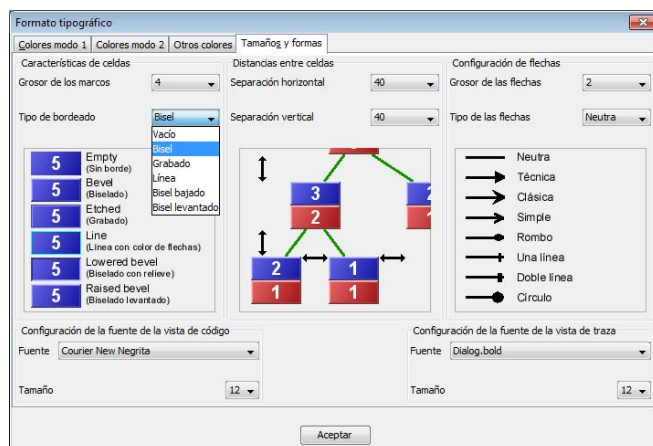 Formato tipográfico
Colores modo 1 Colores modo 2 Otros colores Tamaños y formas
Características de celdas
Grosor de los marcos 4
Tipo de bordeado Bisel
Vacío
Bisel
Grabado
Línea
Bisel bajado
Bisel levantado
5 Empty
(Sin borde)
5 Bevel
(Biselado)
5 Etched
(Grabado)
5 Line
(Línea con color de flechas)
5 Lowered bevel
(Biselado con relieve)
5 Raised bevel
(Biselado levantado)
Distancias entre celdas
Separación horizontal 40
Separación vertical 40
3
2
2 1
1 1
Configuración de flechas
Grosor de las flechas 2
Tipo de las flechas Neutra
Neutra
Técnica
Clásica
Simple
Rombo
Una línea
Doble línea
Círculo
Configuración de la fuente de la vista de código
Fuente Courier New Negrita
Tamaño 12
Configuración de la fuente de la vista de traza
Fuente Dialog.bold
Tamaño 12
Aceptar